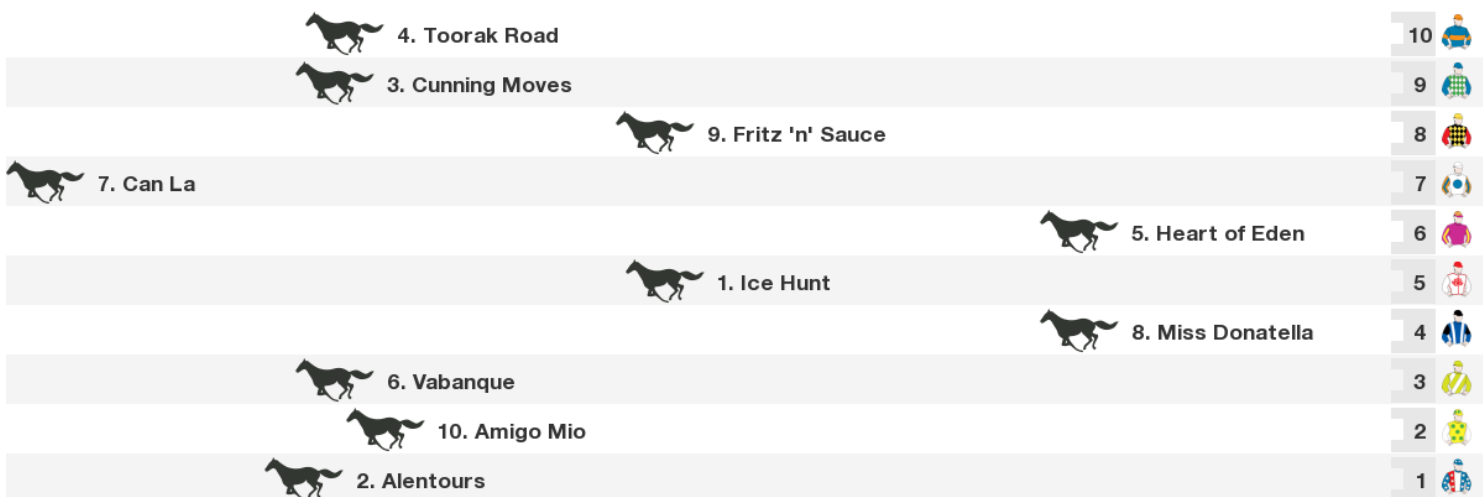 4. Toorak Road 10
3. Cunning Moves 9
9. Fritz 'n' Sauce 8
7. Can La 7
5. Heart of Eden 6
1. Ice Hunt 5
8. Miss Donatella 4
6. Vabanque 3
10. Amigo Mio 2
2. Alentours 1